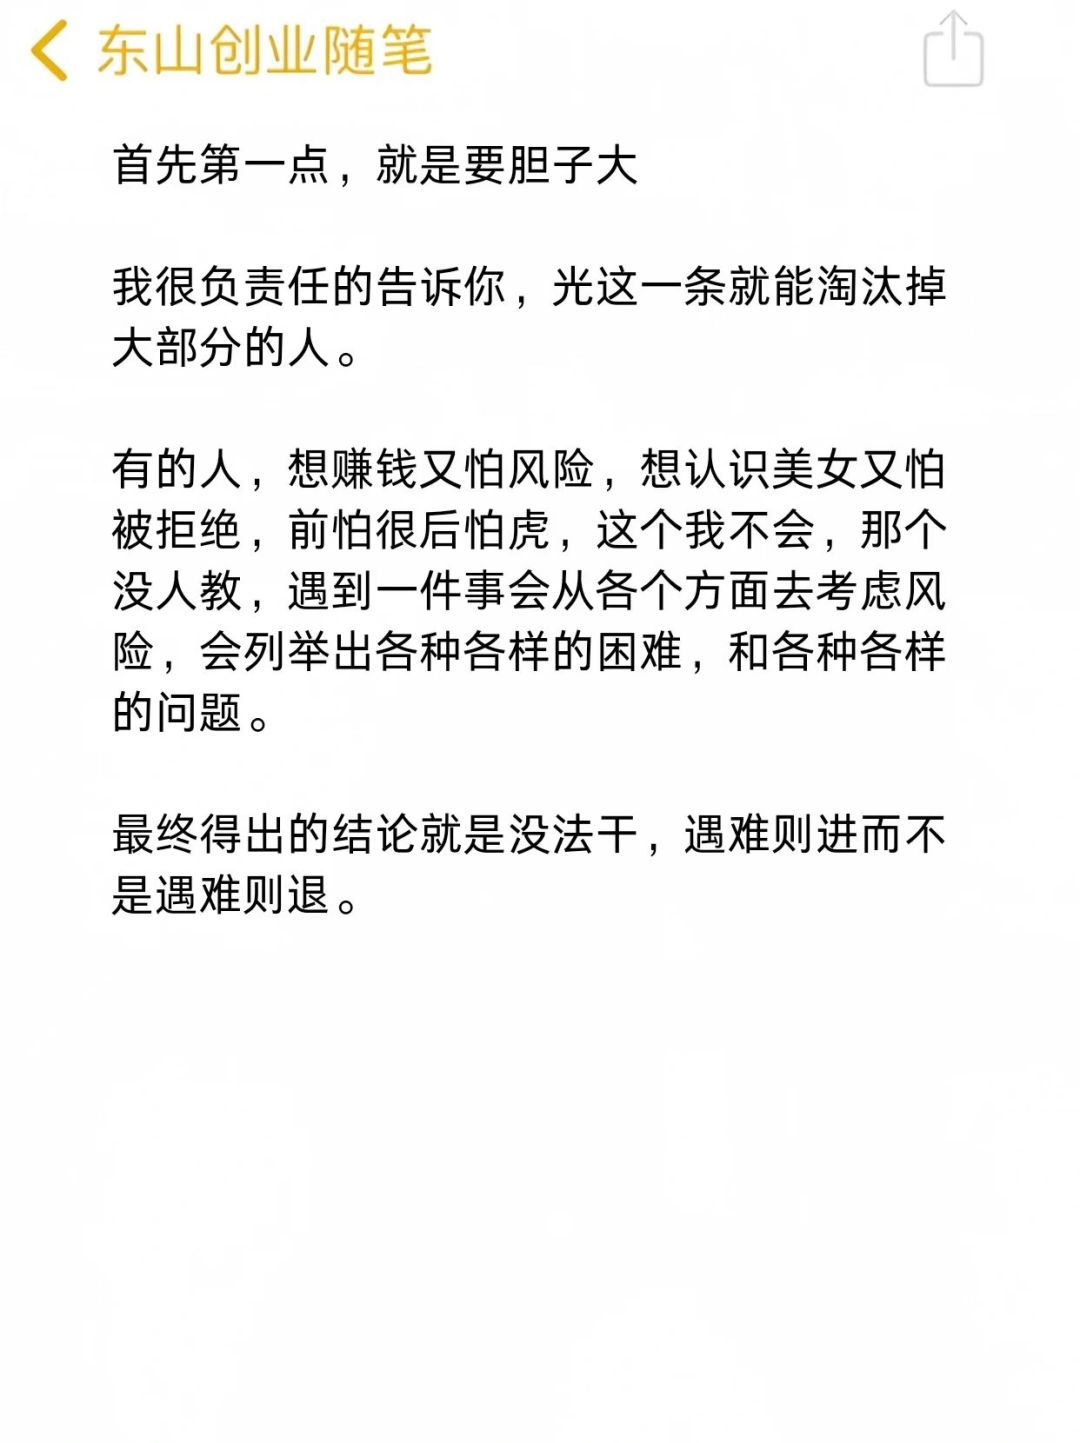 东山创业随笔
首先第一点，就是要胆子大
我很负责任的告诉你，光这一条就能淘汰掉
大部分的人。
有的人，想赚钱又怕风险，想认识美女又怕
被拒绝，前怕很后怕虎，这个我不会，那个
没人教，遇到一件事会从各个方面去考虑风
险，会列举出各种各样的困难，和各种各样
的问题。
最终得出的结论就是没法干，遇难则进而不
是遇难则退。